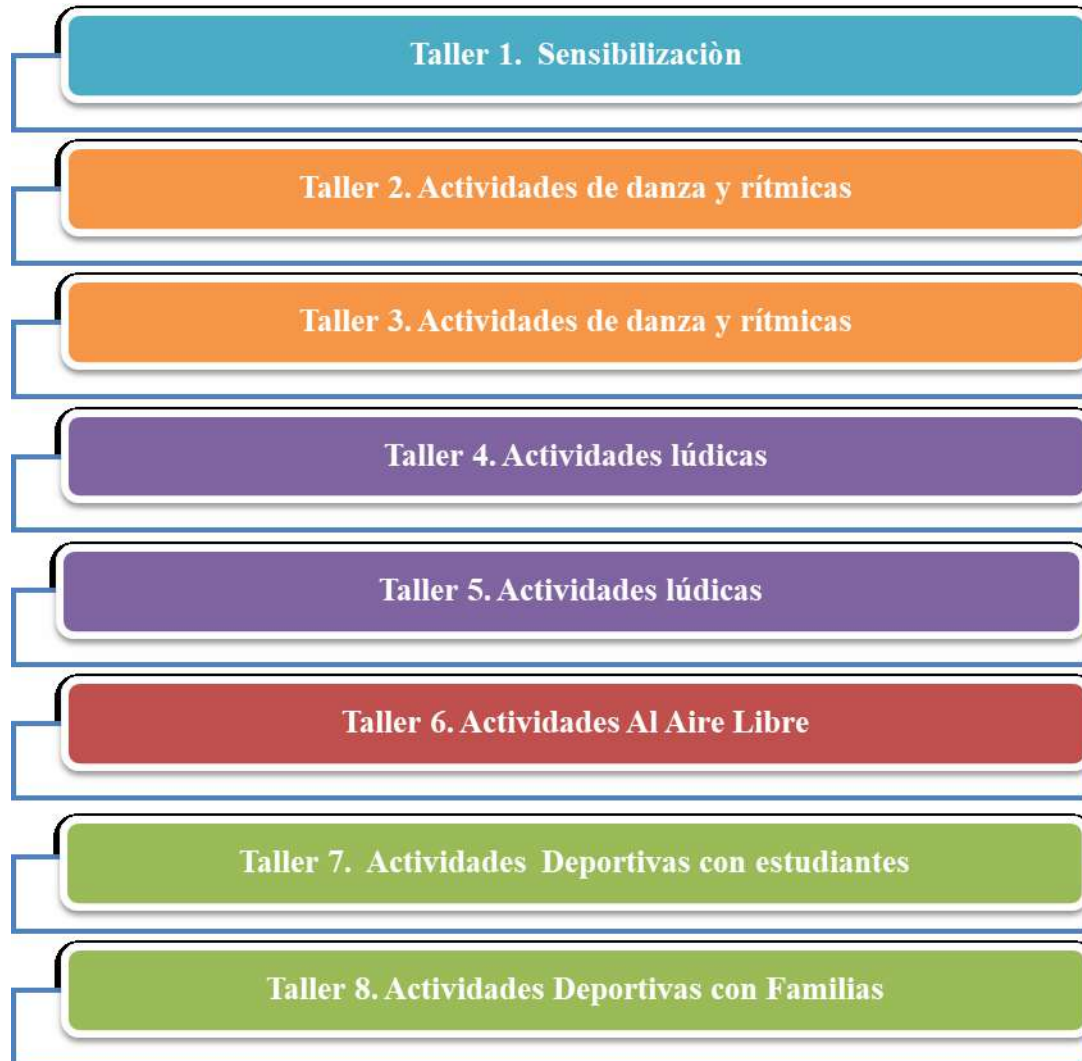 Taller 1.  Sensibilizaciòn
Taller 2. Actividades de danza y rítmicas
Taller 3. Actividades de danza y rítmicas
Taller 4. Actividades lúdicas
Taller 5. Actividades lúdicas
Taller 6. Actividades Al Aire Libre
Taller 7.  Actividades  Deportivas con estudiantes
Taller 8. Actividades Deportivas con Familias